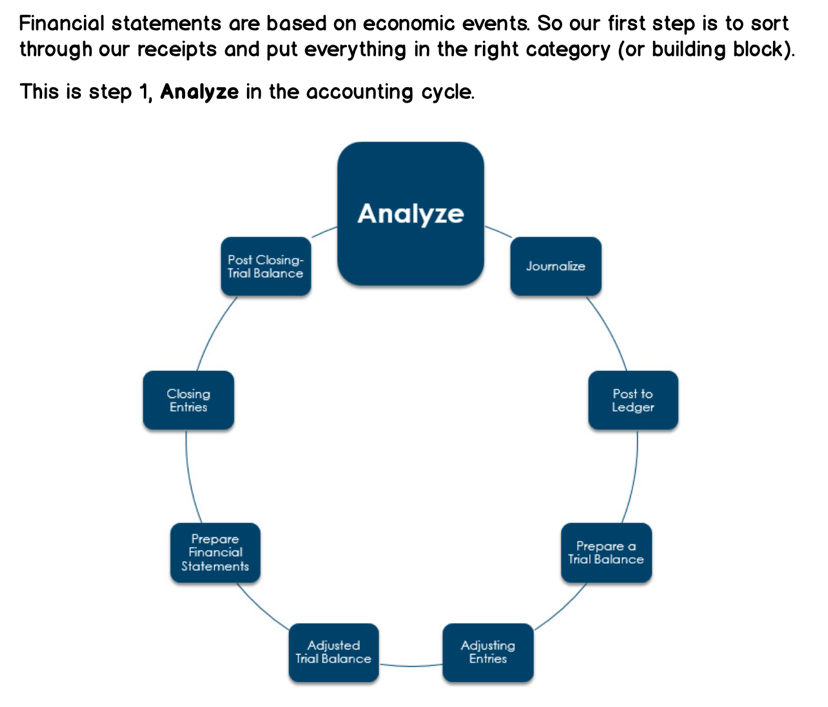 Financial statements are based on economic events. So our first step is to sort
through our receipts and put everything in the right category (or building block).
This is step 1, Analyze in the accounting cycle.
Analyze
Journalize
Post to
Ledger
Prepare a
Trial Balance
Adjusting
Entries
Adjusted
Trial Balance
Prepare
Financial
Statements
Closing
Entries
Post Closing-
Trial Balance